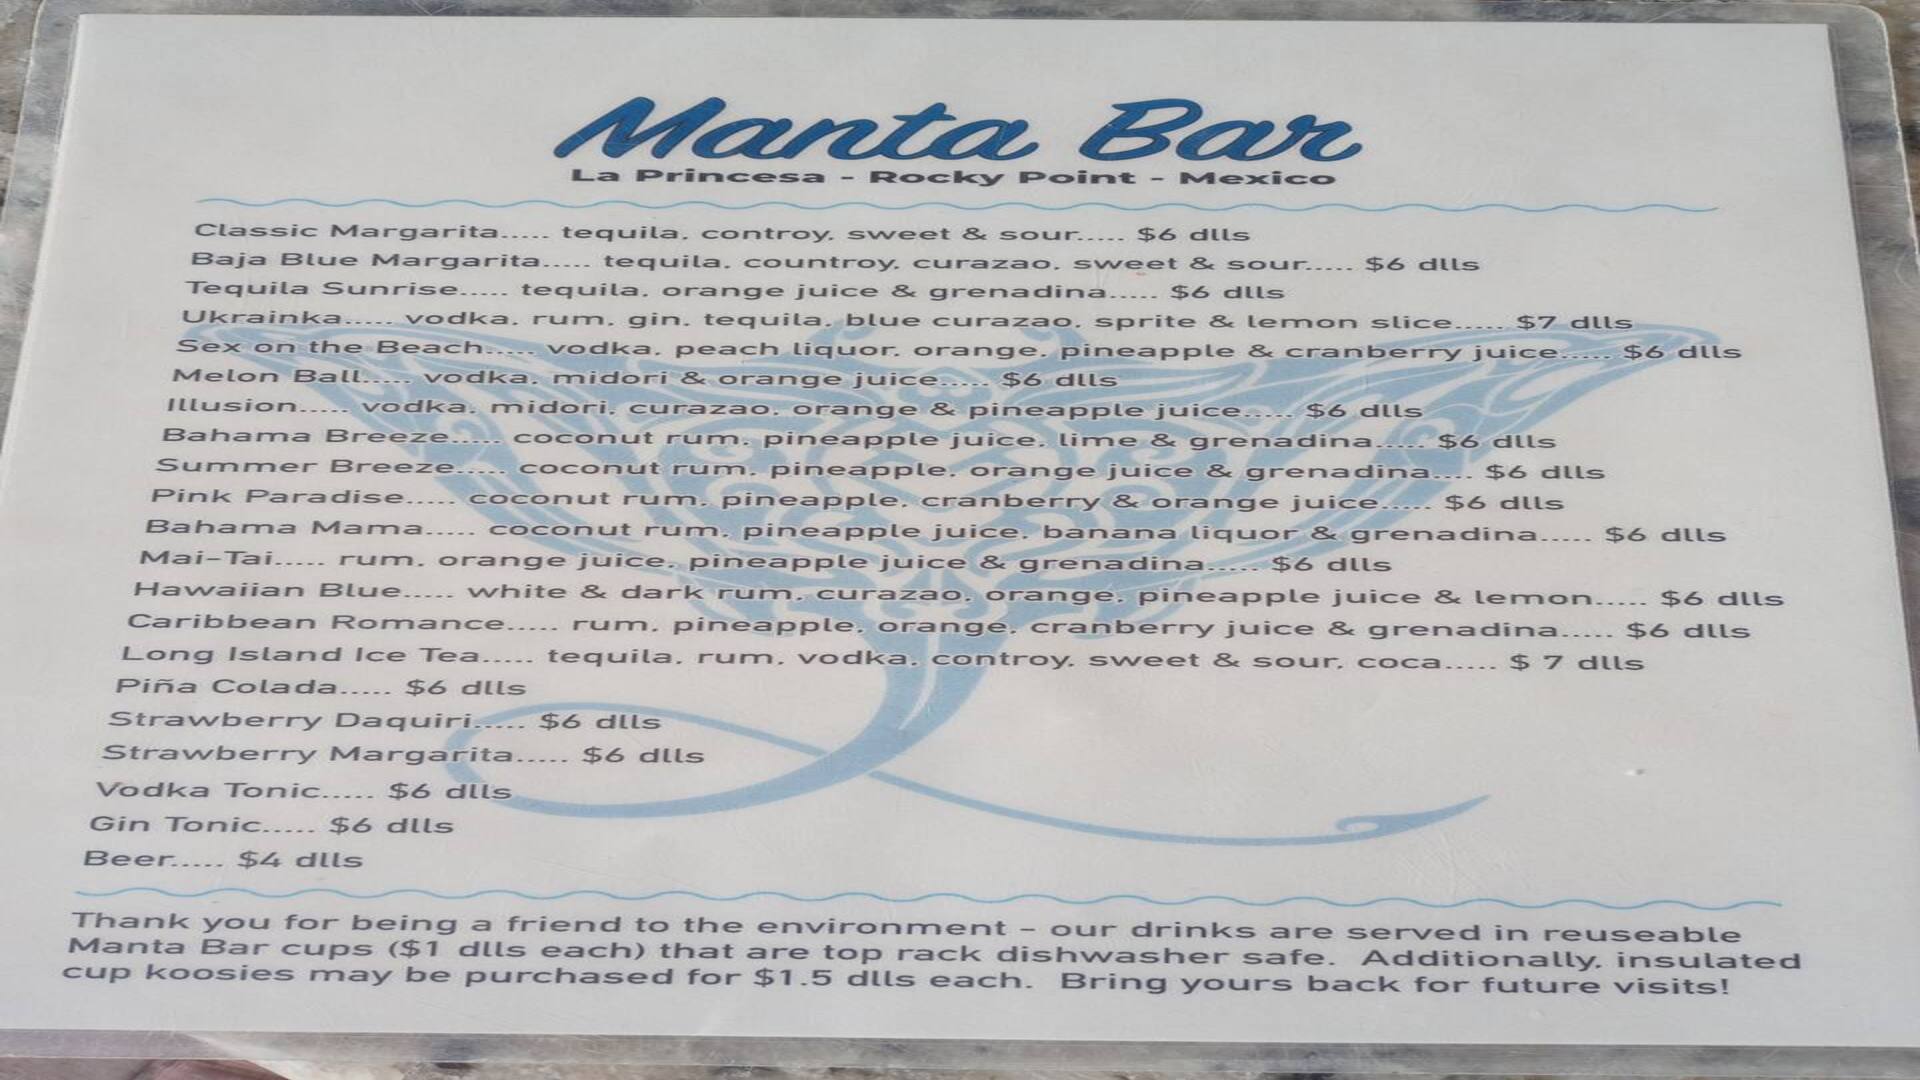 Manta Bar
La Princesa - Rocky Point - Mexico
Classic Margarita..... tequila, controy, sweet & sour..... $6 dlls
Baja Blue Margarita..... tequila, countroy, curazao, sweet & sour..... $6 dlls
Tequila Sunrise..... tequila, orange juice & grenadina..... $6 dlls
Ukrainka..... vodka, rum, gin, tequila, blue curazao, sprite & lemon slice..... $7 dlls
Sex on the Beach..... vodka, peach liquor, orange, pineapple & cranberry juice..... $6 dlls
Melon Ball..... vodka, midori & orange juice..... $6 dlls
Illusion..... vodka, midori, curazao, orange & pineapple juice..... $6 dlls
Bahama Breeze..... coconut rum, pineapple juice, lime & grenadina..... $6 dlls
Summer Breeze..... coconut rum, pineapple, orange juice & grenadina.... $6 dlls
Pink Paradise..... coconut rum, pineapple, cranberry & orange juice..... $6 dlls
Bahama Mama..... coconut rum, pineapple juice, banana liquor & grenadina..... $6 dlls
Mai-Tai..... rum, orange juice, pineapple juice & grenadina..... $6 dlls
Hawaiian Blue..... white & dark rum, curazao, orange, pineapple juice & lemon..... $6 dlls
Caribbean Romance..... rum, pineapple, orange, cranberry juice & grenadina..... $6 dlls
Long Island Ice Tea..... tequila, rum, vodka, controy, sweet & sour, coca..... $ 7 dlls
Piña Colada..... $6 dlls
Strawberry Daquiri..... $6 dlls
Strawberry Margarita..... $6 dlls
Vodka Tonic..... $6 dlls
Gin Tonic..... $6 dlls
Beer..... $4 dlls
Thank you for being a friend to the environment – our drinks are served in reuseable
Manta Bar cups ($1 dlls each) that are top rack dishwasher safe. Additionally, insulated
cup koosies may be purchased for $1.5 dlls each. Bring yours back for future visits!